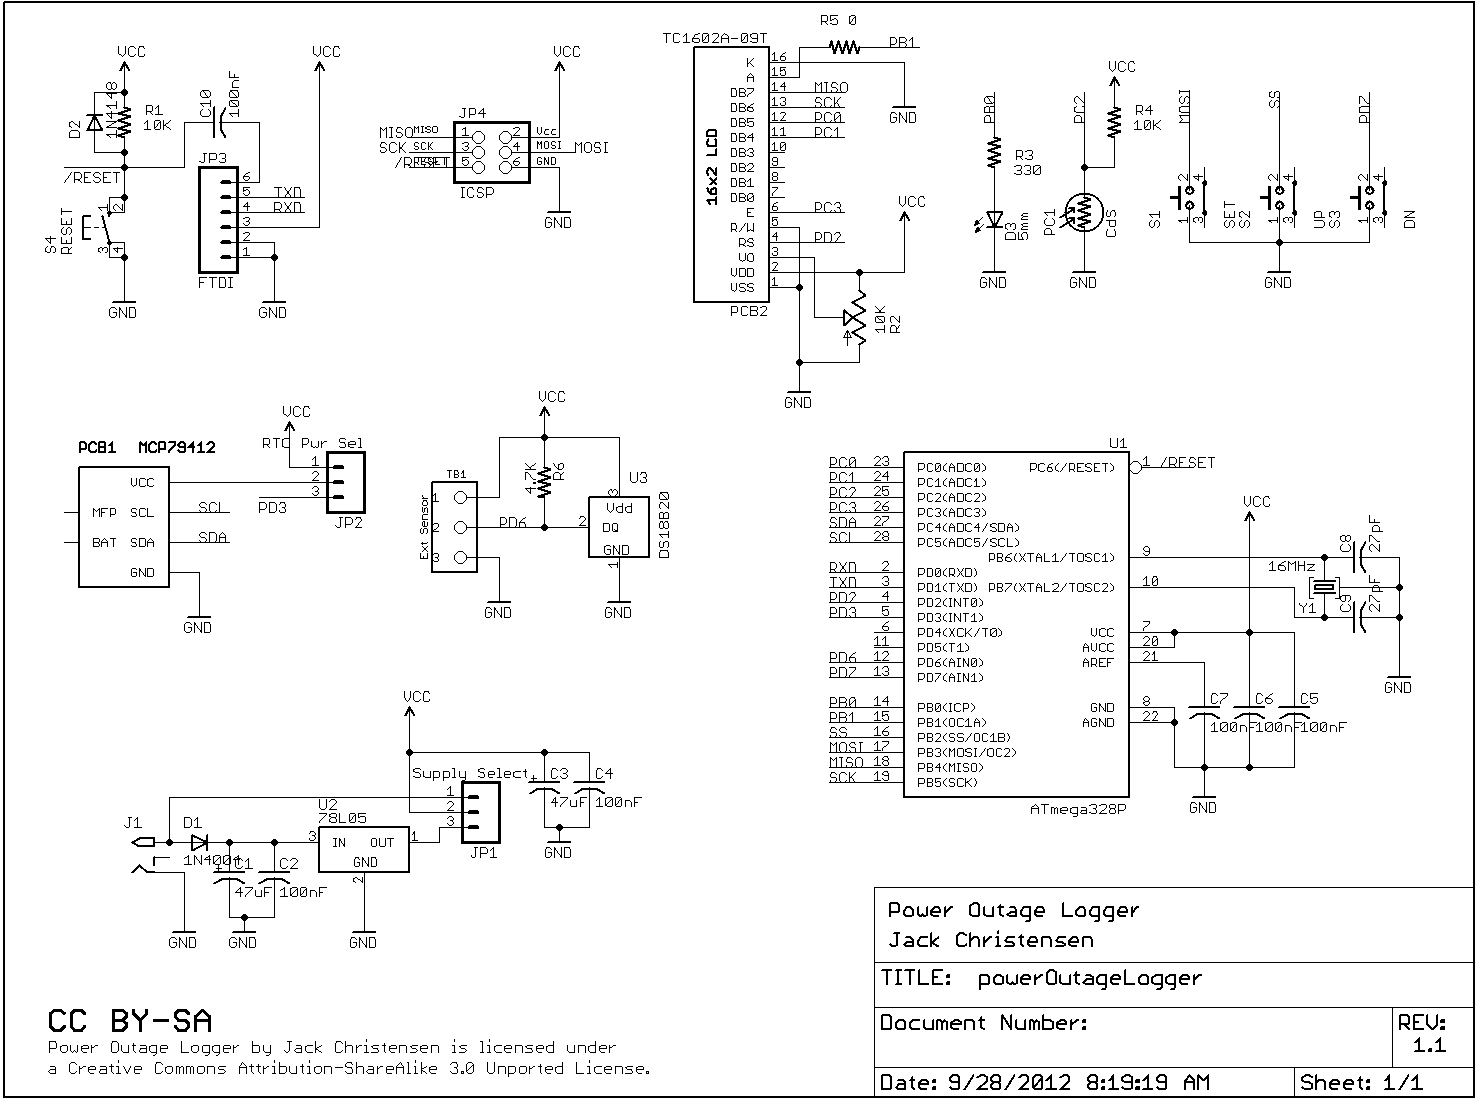 VCC
D2
1N4148
R1
10K
C10
100nF
/RESET
S4
RESET
1
2
3
4
GND
VCC
JP3
6
5
4
3
2
1
TXD
RXD
FTDI
GND
JP4
VCC
MISO
MISO
1
2
Vcc
SCK
SCK
3
4
MOSI
MOSI
/RESET
5
6
GND
ICSP
GND
R5 0
TC1602A-09T
PB1
16x2 LCD
K 16
A 15
DB7 14 MISO
DB6 13 SCK
DB5 12 PC0
DB4 11 PC1
DB3 10
DB2 9
DB1 8
DB0 7
E 6 PC3
R/W 5
RS 4 PD2
VO 3
VDD 2
VSS 1
PCB2
GND
VCC
10K
R2
GND
PB0
R3
330
D3
5mm
GND
PC2
VCC
R4
10K
PC1
CdS
GND
MOSI
2
4
1
3
S1
SET
SS
2
4
1
3
S2
UP
PD7
2
4
1
3
S3
DN
GND
PCB1 MCP79412
VCC
MFP SCL
SCL
BAT SDA
SDA
GND
GND
VCC
RTC Pwr Sel
1
2
3
PD3
JP2
VCC
TB1
Ext Sensor
1
2
3
4.7K
R6
PD6
U3
3
Vdd
2
DQ
GND
1
DS18B20
GND
GND
U1
PC0 23 PC0(ADC0)
PC6(/RESET) 1 /RESET
PC1 24 PC1(ADC1)
PC2 25 PC2(ADC2)
PC3 26 PC3(ADC3)
SDA 27 PC4(ADC4/SDA)
SCL 28 PC5(ADC5/SCL)
PB6(XTAL1/TOSC1) 9
RXD 2 PD0(RXD)
TXD 3 PD1(TXD) PB7(XTAL2/TOSC2) 10
PD2 4 PD2(INT0)
PD3 5 PD3(INT1)
6 PD4(XCK/T0) VCC 7
11 PD5(T1) AVCC 20
PD6 12 PD6(AIN0) AREF 21
PD7 13 PD7(AIN1)
PB0 14 PB0(ICP) GND 8
PB1 15 PB1(OC1A) AGND 22
SS 16 PB2(SS/OC1B)
MOSI 17 PB3(MOSI/OC2)
MISO 18 PB4(MISO)
SCK 19 PB5(SCK)
ATmega328P
VCC
16MHz
Y1
C8
27pF
C9
27pF
GND
C7
100nF
C6
100nF
C5
100nF
GND
VCC
Supply Select
1
2
3
JP1
+
C3
47uF
C4
100nF
GND
J1
D1
1N4004
+
C1
47uF
C2
100nF
U2
78L05
3
IN OUT
1
GND
2
GND
GND
GND
Power Outage Logger
Jack Christensen
TITLE: powerOutageLogger
Document Number:
REV:
1.1
Date: 9/28/2012 8:19:19 AM
Sheet: 1/1
CC BY-SA
Power Outage Logger by Jack Christensen is licensed under
a Creative Commons Attribution-ShareAlike 3.0 Unported License.